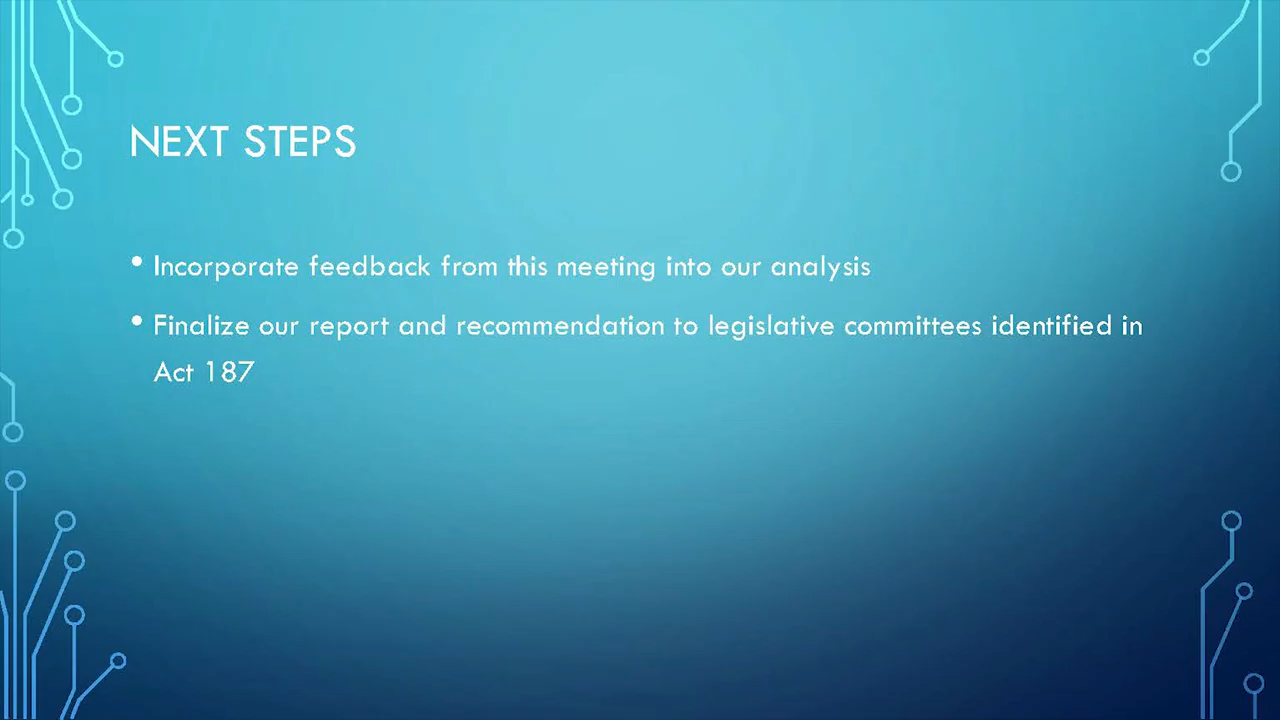 NEXT STEPS
• Incorporate feedback from this meeting into our analysis
• Finalize our report and recommendation to legislative committees identified in
Act 187